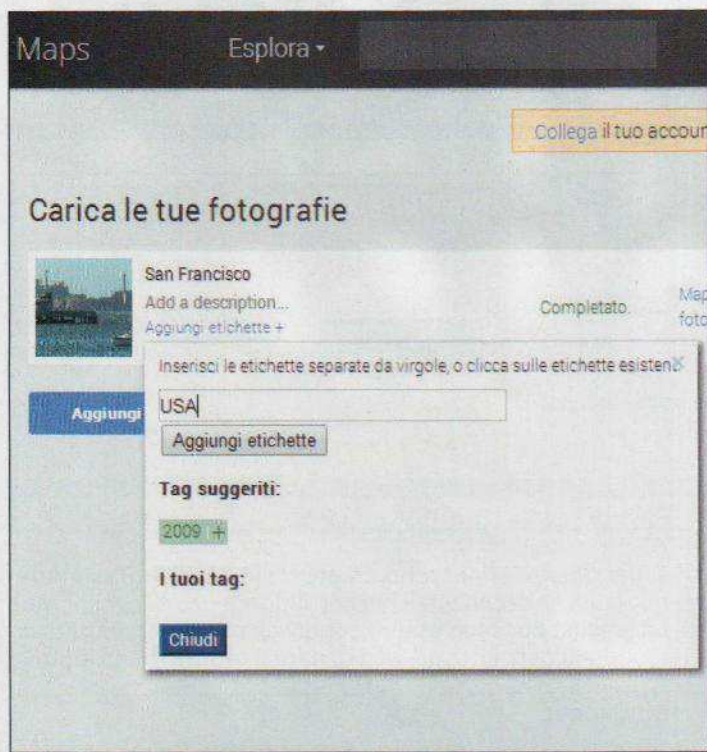 Maps Esplora
Collega il tuo accoun
Carica le tue fotografie
San Francisco
Add a description...
Aggiungi etichette +
Completato.
Map
foto
Inserisci le etichette separate da virgole, o clicca sulle etichette esisten x
Aggiungi
USA
Aggiungi etichette
Tag suggeriti:
2009 +
I tuoi tag:
Chiudi